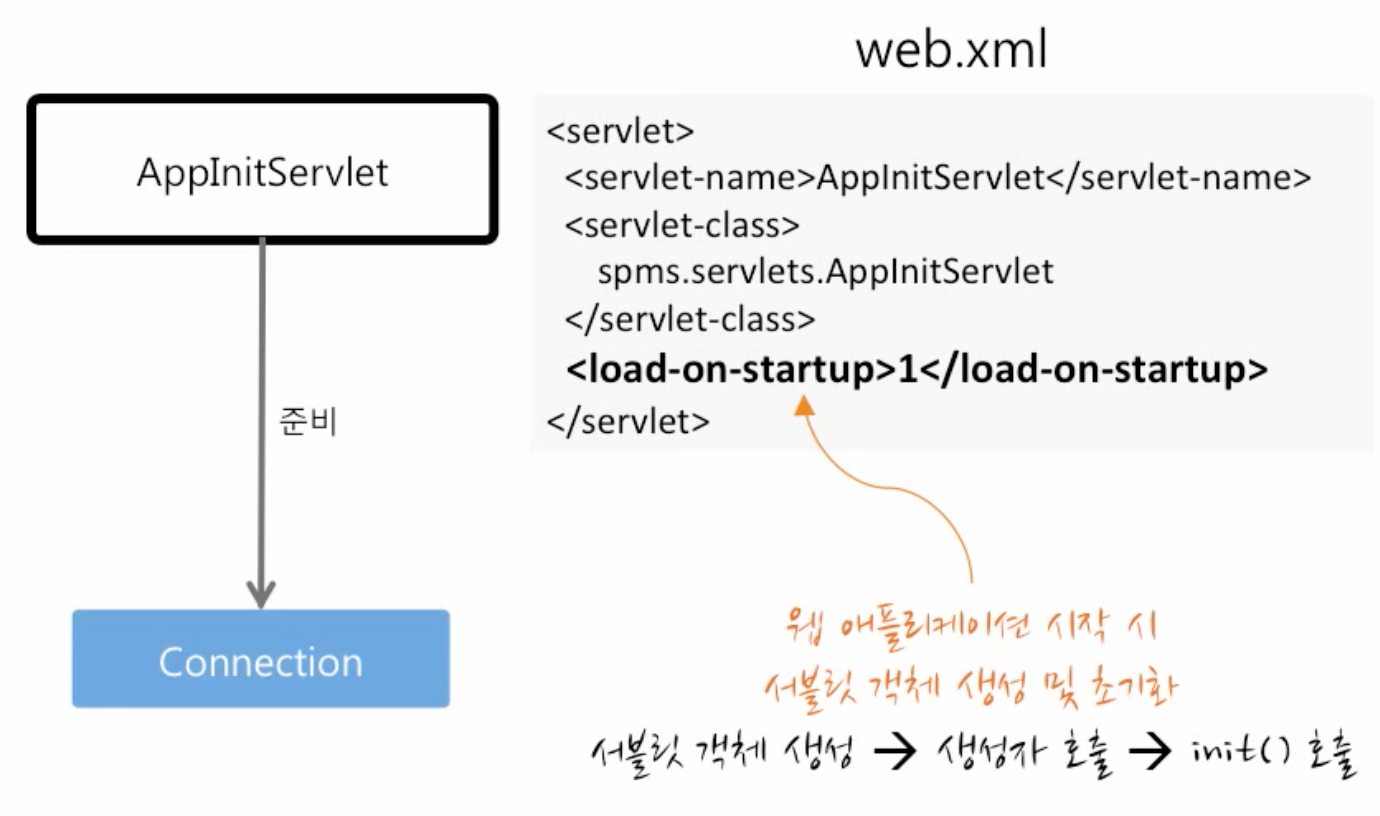 web.xml
AppInitServlet
<servlet>
<servlet-name>AppInitServlet</servlet-name>
<servlet-class>
spms.servlets.AppInitServlet
</servlet-class>
<load-on-startup>1</load-on-startup>
</servlet>
준비
Connection
웹 애플리케이션 시작 시
서블릿 객체 생성 및 초기화
서블릿 객체 생성 → 생성자 호출 → init() 호출